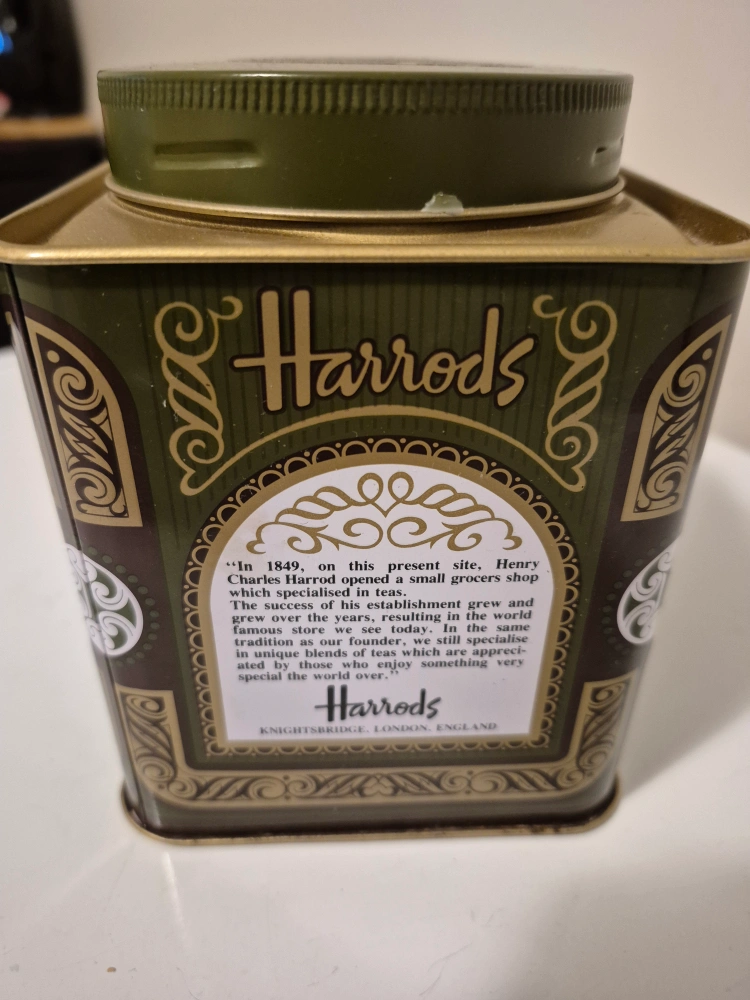 Harrods
“In 1849, on this present site, Henry
Charles Harrod opened a small grocers shop
which specialised in teas.
The success of his establishment grew and
grew over the years, resulting in the world
famous store we see today. In the same
tradition as our founder, we still specialise
in unique blends of teas which are appreci-
ated by those who enjoy something very
special the world over.”
Harrods
KNIGHTSBRIDGE, LONDON, ENGLAND